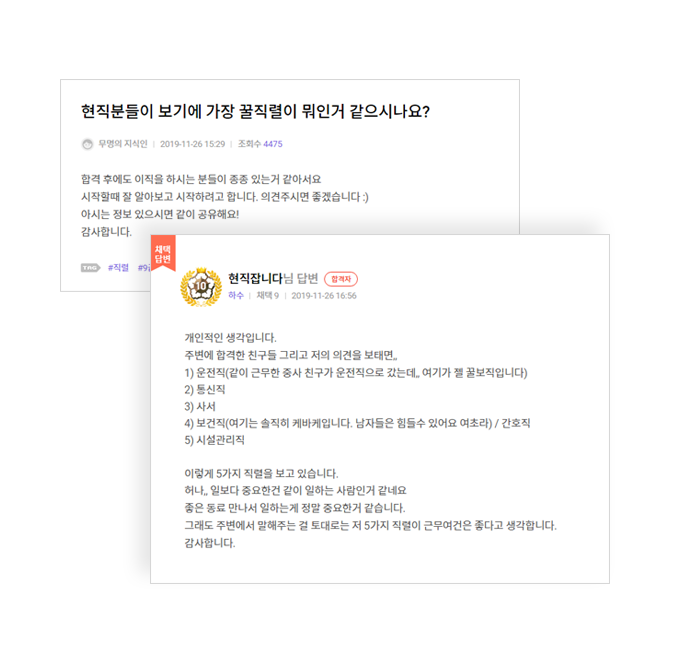 현직분들이 보기에 가장 꿀직렬이 뭐인거 같으시나요?
무명의 지식인 | 2019-11-26 15:29 | 조회수 4475
합격 후에도 이직을 하시는 분들이 종종 있는거 같아서요
시작할때 잘 알아보고 시작하려고 합니다. 의견주시면 좋겠습니다 :)
아시는 정보 있으시면 같이 공유해요!
감사합니다.
TAG #직렬
채택
답변
10
현직잡니다님 답변 합격자
하수 | 채택 9 | 2019-11-26 16:56
개인적인 생각입니다.
주변에 합격한 친구들 그리고 저의 의견을 보태면,,
1) 운전직(같이 근무한 중사 친구가 운전직으로 갔는데,, 여기가 젤 꿀보직입니다)
2) 통신직
3) 사서
4) 보건직(여기는 솔직히 케바케입니다. 남자들은 힘들수 있어요 여초라) / 간호직
5) 시설관리직
이렇게 5가지 직렬을 보고 있습니다.
허나,, 일보다 중요한건 같이 일하는 사람인거 같네요
좋은 동료 만나서 일하는게 정말 중요한거 같습니다.
그래도 주변에서 말해주는 걸 토대로는 저 5가지 직렬이 근무여건은 좋다고 생각합니다.
감사합니다.